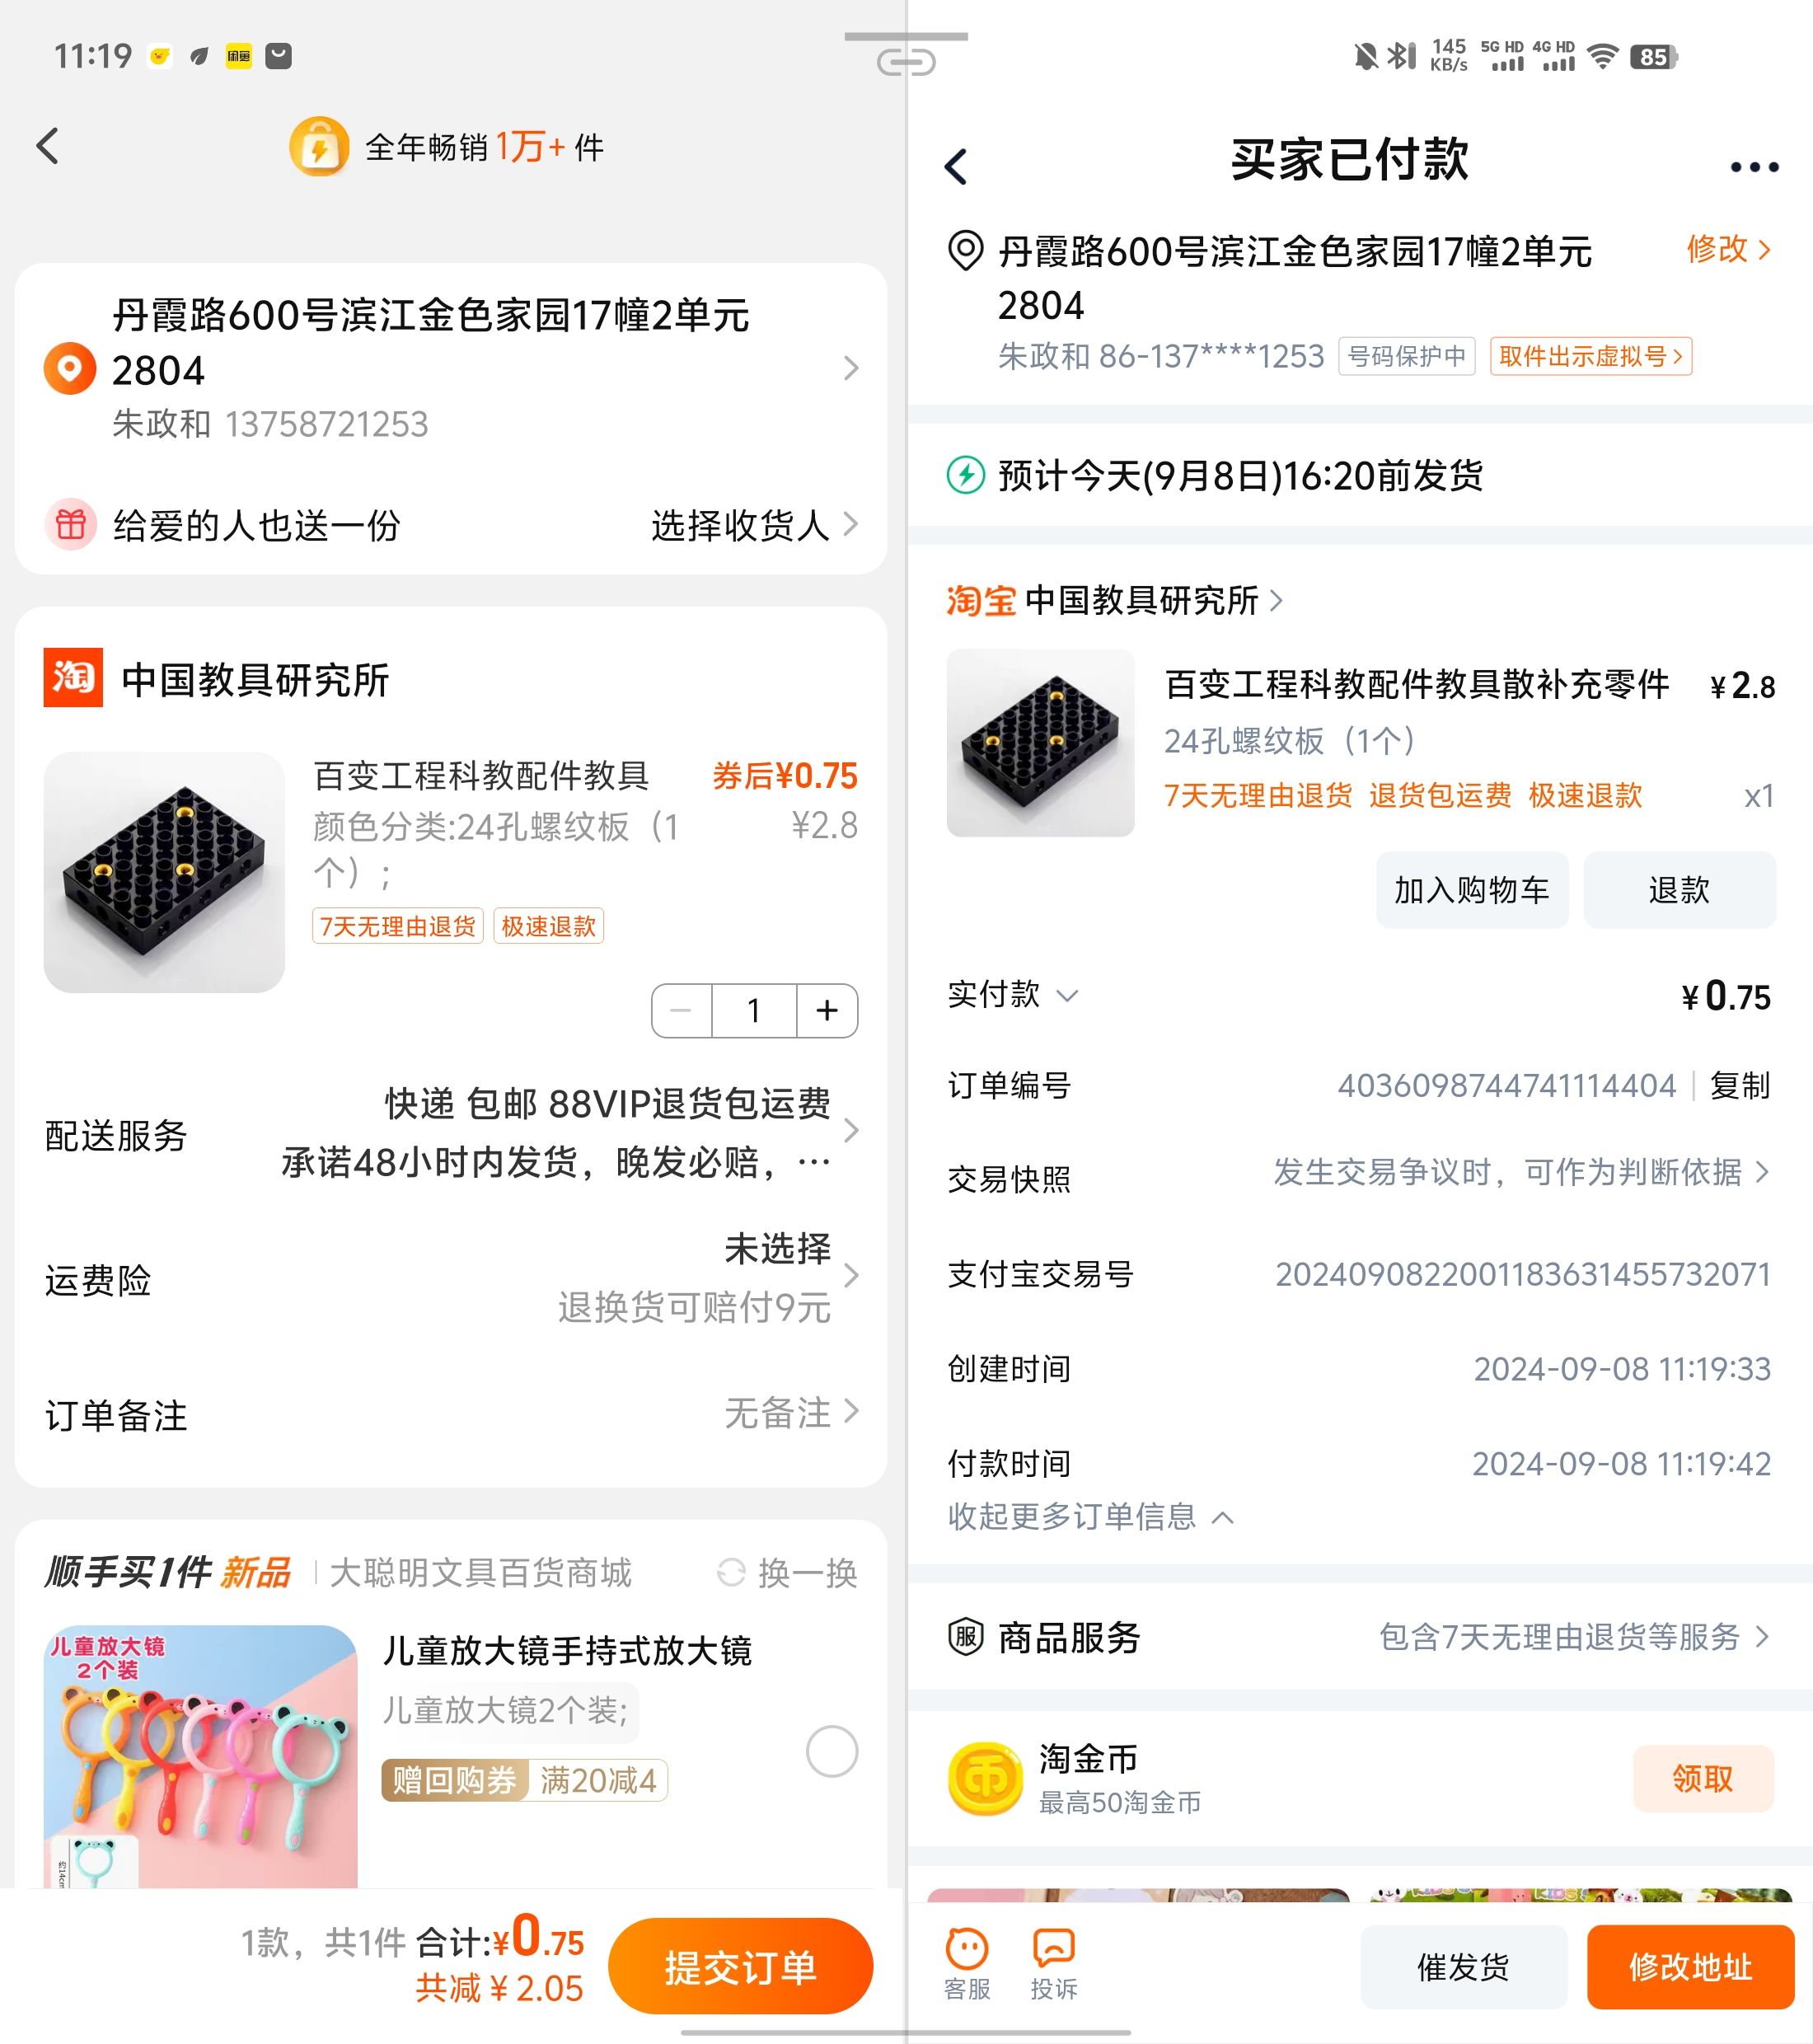 11:19
闲鱼
145
KB/s
5G HD
4G HD
85
全年畅销1万+件
丹霞路600号滨江金色家园17幢2单元
2804
朱政和 13758721253
给爱的人也送一份
选择收货人
淘 中国教具研究所
百变工程科教配件教具
券后¥0.75
颜色分类:24孔螺纹板（1
¥2.8
个）;
7天无理由退货
极速退款
1
+
配送服务
快递 包邮 88VIP退货包运费
承诺48小时内发货，晚发必赔，…
运费险
未选择
退换货可赔付9元
订单备注
无备注
顺手买1件 新品
大聪明文具百货商城
换一换
儿童放大镜
2个装
约14cm
儿童放大镜手持式放大镜
儿童放大镜2个装;
赠回购券 满20减4
1款，共1件 合计:¥0.75
共减 ¥ 2.05
提交订单
买家已付款
丹霞路600号滨江金色家园17幢2单元
修改
2804
朱政和 86-137****1253
号码保护中
取件出示虚拟号
预计今天(9月8日)16:20前发货
淘宝 中国教具研究所
百变工程科教配件教具散补充零件
¥2.8
24孔螺纹板（1个）
7天无理由退货 退货包运费 极速退款
x1
加入购物车
退款
实付款
¥0.75
订单编号
4036098744741114404
复制
交易快照
发生交易争议时，可作为判断依据
支付宝交易号
2024090822001183631455732071
创建时间
2024-09-08 11:19:33
付款时间
2024-09-08 11:19:42
收起更多订单信息
服 商品服务
包含7天无理由退货等服务
币
淘金币
最高50淘金币
领取
客服
投诉
催发货
修改地址